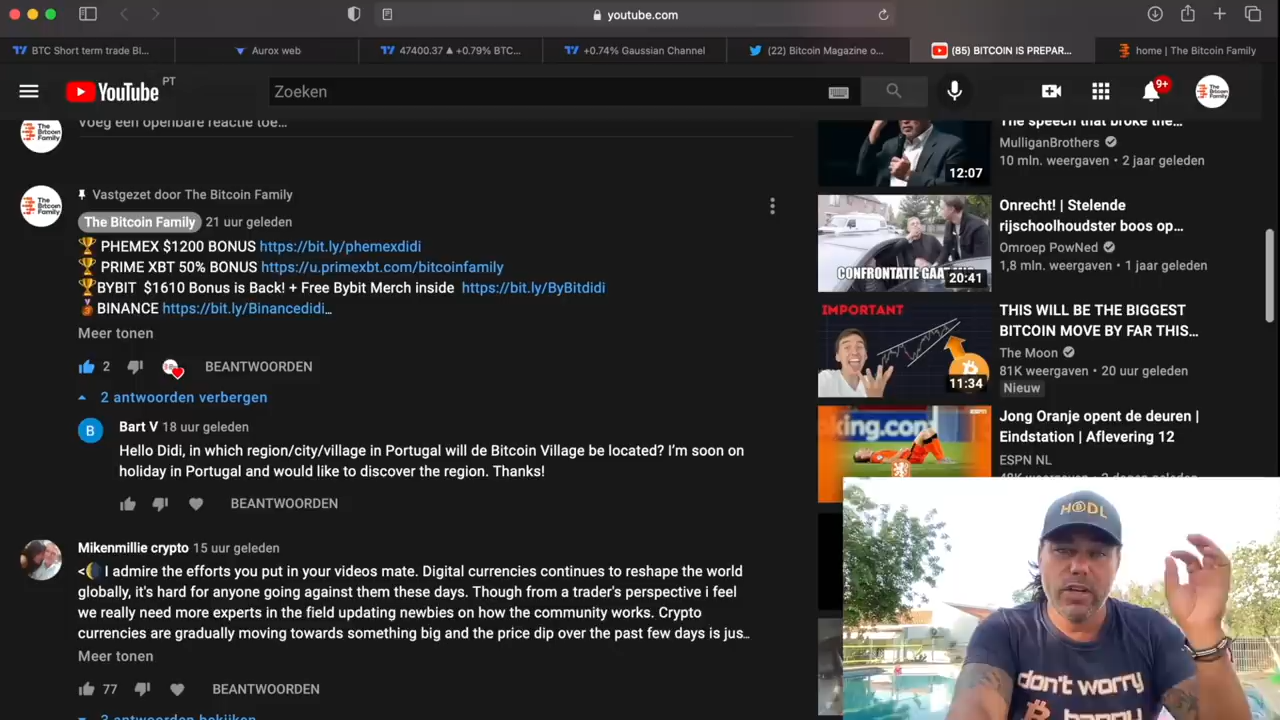 youtube.com
BTC Short term trade BI...
Aurox web
47400.37 ▲ +0.79% BTC...
+0.74% Gaussian Channel
(22) Bitcoin Magazine o...
(85) BITCOIN IS PREPAR...
home | The Bitcoin Family
YouTube PT
Zoeken
9+
Voeg een openbare reactie toe...
Vastgezet door The Bitcoin Family
The Bitcoin Family 21 uur geleden
🏆 PHEMEX $1200 BONUS https://bit.ly/phemexdidi
🏆 PRIME XBT 50% BONUS https://u.primexbt.com/bitcoinfamily
🏆BYBIT $1610 Bonus is back! + Free Bybit Merch inside https://bit.ly/ByBitdidi
🥉BINANCE https://bit.ly/Binancedidi...
Meer tonen
2 BEANTWOORDEN
2 antwoorden verbergen
B
Bart V 18 uur geleden
Hello Didi, in which region/city/village in Portugal will de Bitcoin Village be located? I'm soon on
holiday in Portugal and would like to discover the region. Thanks!
BEANTWOORDEN
Mikenmillie crypto 15 uur geleden
<🌓I admire the efforts you put in your videos mate. Digital currencies continues to reshape the world
globally, it's hard for anyone going against them these days. Though from a trader's perspective i feel
we really need more experts in the field updating newbies on how the community works. Crypto
currencies are gradually moving towards something big and the price dip over the past few days is jus...
Meer tonen
77 BEANTWOORDEN
3 antwoorden bekijken
The speech that broke the...
MulliganBrothers
10 mln. weergaven • 2 jaar geleden
12:07
Onrecht! | Stelende
rijschoolhoudster boos op...
Omroep PowNed
1,8 mln. weergaven • 1 jaar geleden
CONFRONTATIE GAAT
20:41
IMPORTANT
11:34
THIS WILL BE THE BIGGEST
BITCOIN MOVE BY FAR THIS...
The Moon
81K weergaven • 20 uur geleden
Nieuw
king.com
ESPN
Jong Oranje opent de deuren |
Eindstation | Aflevering 12
ESPN NL
H₿DL
don't worry
₿ happy